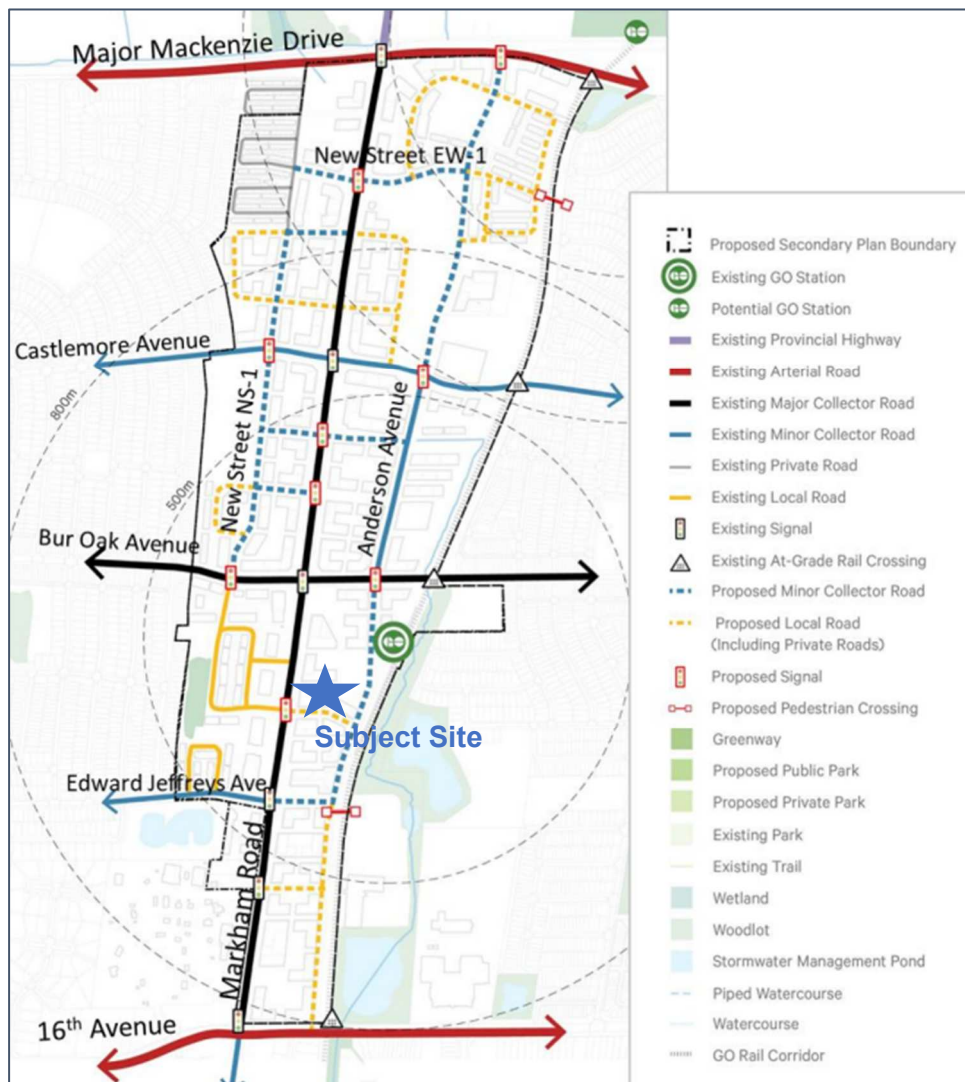 Major Mackenzie Drive
GO
New Street EW-1
Castlemore Avenue
800m
New Street NS-1
500m
Anderson Avenue
Bur Oak Avenue
GO
Subject Site
Edward Jeffreys Ave
Markham Road
16th Avenue
Proposed Secondary Plan Boundary
GO
Existing GO Station
GO
Potential GO Station
Existing Provincial Highway
Existing Arterial Road
Existing Major Collector Road
Existing Minor Collector Road
Existing Private Road
Existing Local Road
Existing Signal
Existing At-Grade Rail Crossing
Proposed Minor Collector Road
Proposed Local Road
(Including Private Roads)
Proposed Signal
Proposed Pedestrian Crossing
Greenway
Proposed Public Park
Proposed Private Park
Existing Park
Existing Trail
Wetland
Woodlot
Stormwater Management Pond
Piped Watercourse
Watercourse
GO Rail Corridor